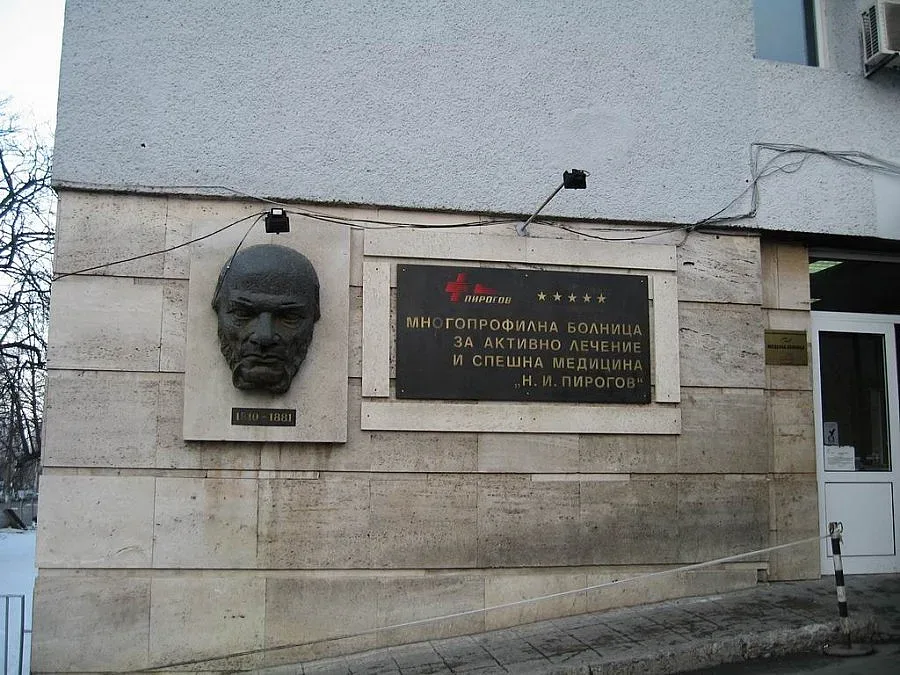 ПИРОГОВ
МНОГОПРОФИЛНА БОЛНИЦА
ЗА АКТИВНО ЛЕЧЕНИЕ
И СПЕШНА МЕДИЦИНА
„Н. И. ПИРОГОВ“
1810 - 1881